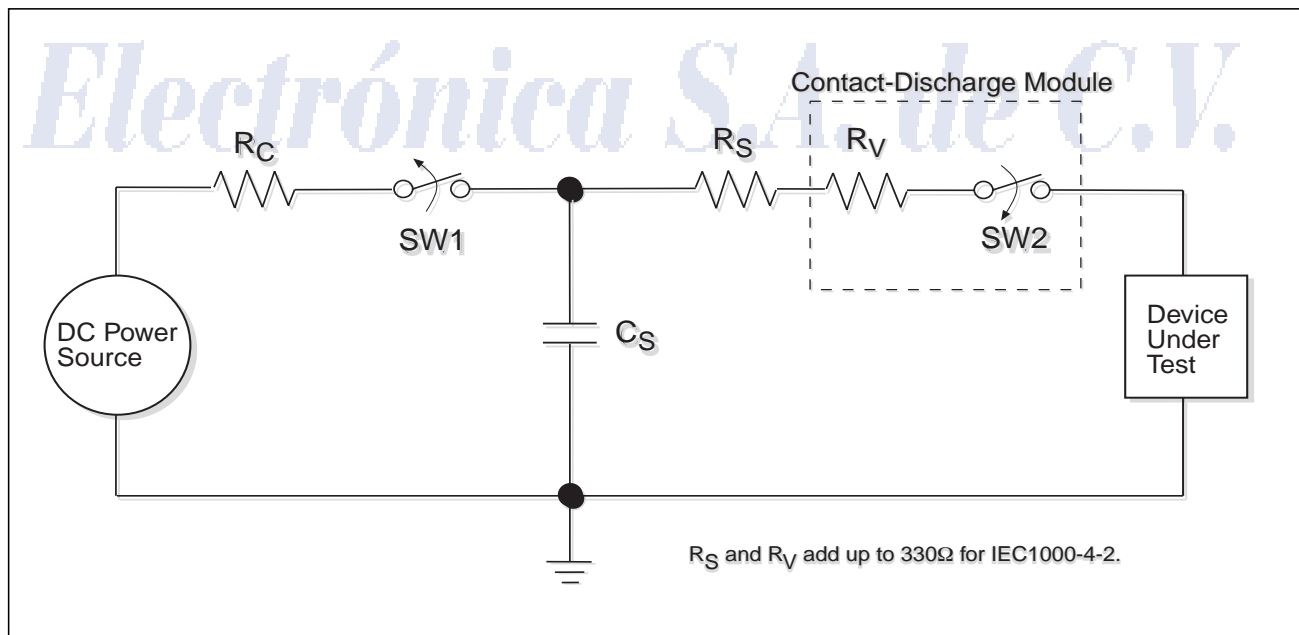 Electrónica S.A. de C.V.
Contact-Discharge Module
RC
RS
RV
SW1
SW2
DC Power
Source
CS
Device
Under
Test
RS and RV add up to 330Ω for IEC1000-4-2.